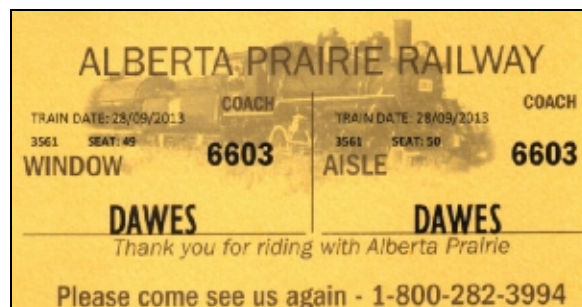 ALBERTA PRAIRIE RAILWAY
COACH
TRAIN DATE: 28/09/2013
3561 SEAT: 49
WINDOW
6603
DAWES
COACH
TRAIN DATE: 28/09/2013
3561 SEAT: 50
AISLE
6603
DAWES
Thank you for riding with Alberta Prairie
Please come see us again - 1-800-282-3994